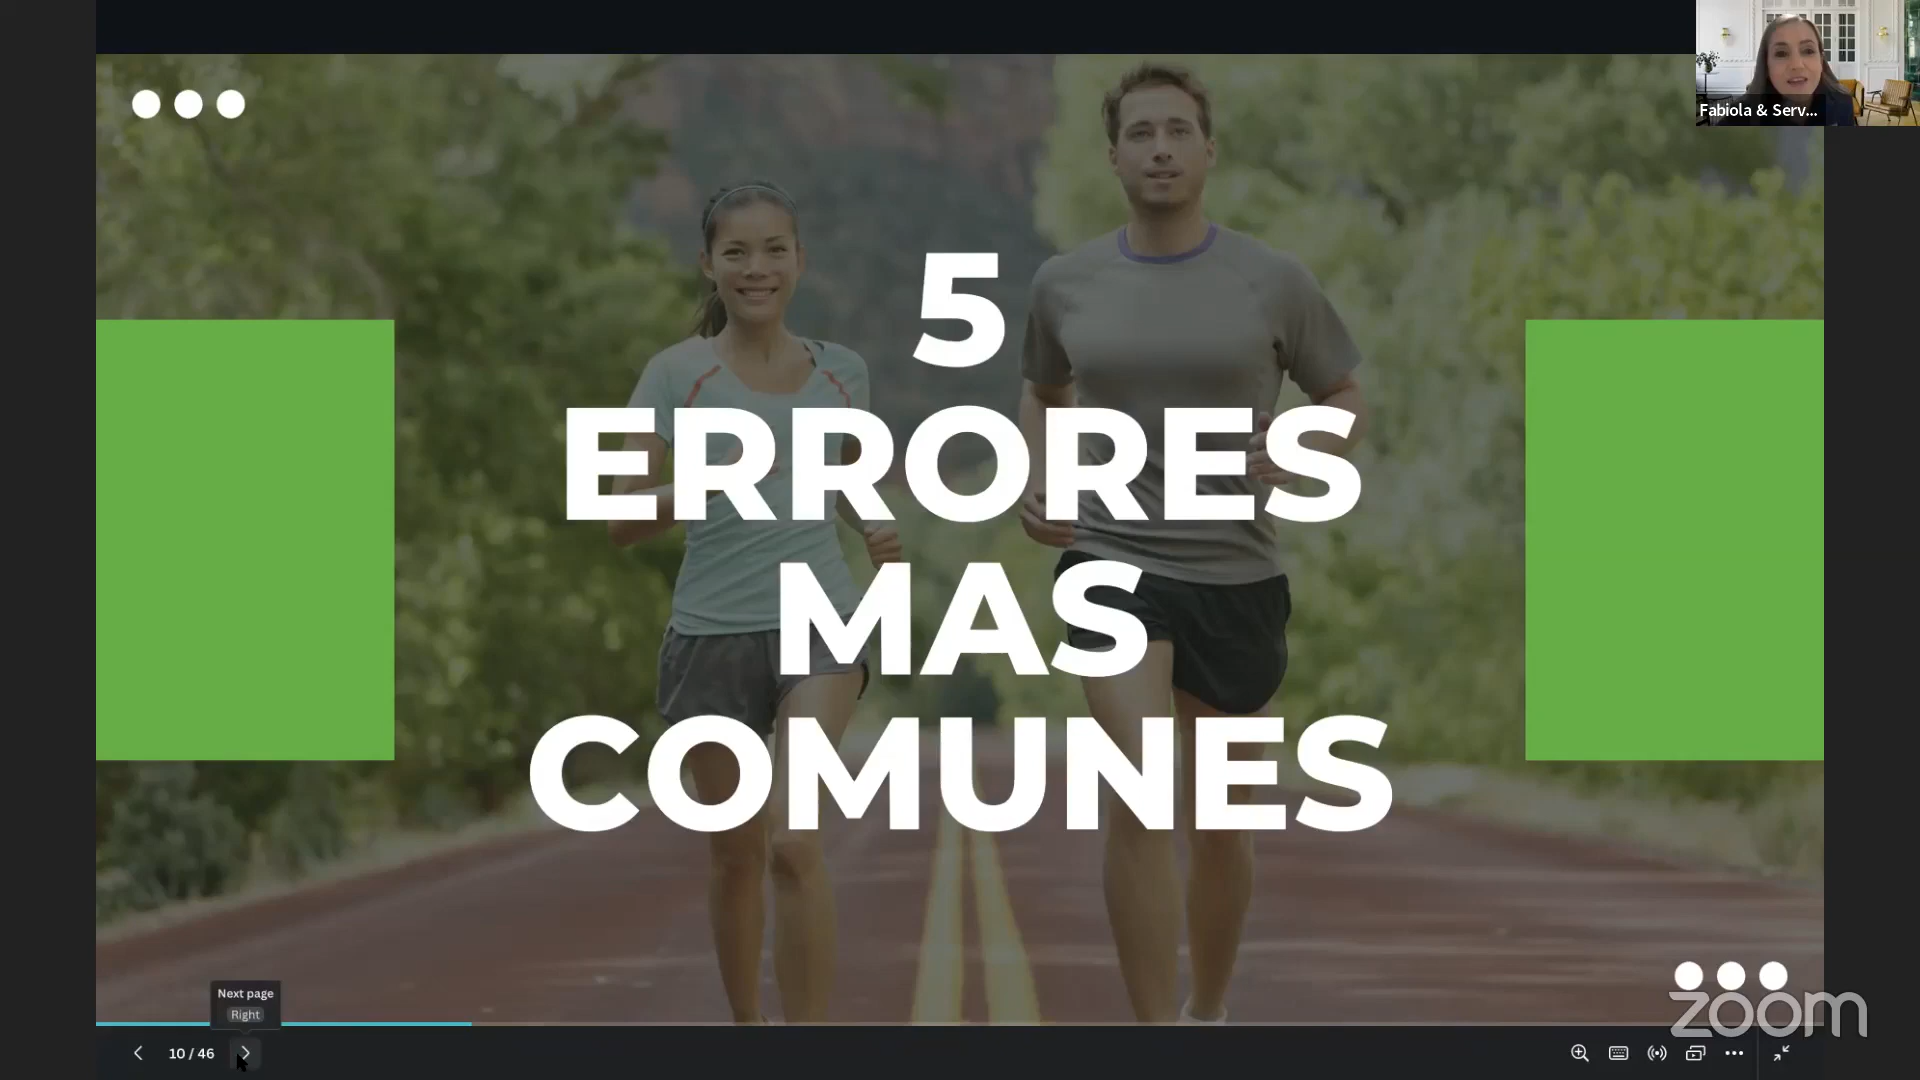 Fabiola & Serv...
5
ERRORES
MAS
COMUNES
Next page
Right
zoom
10 / 46